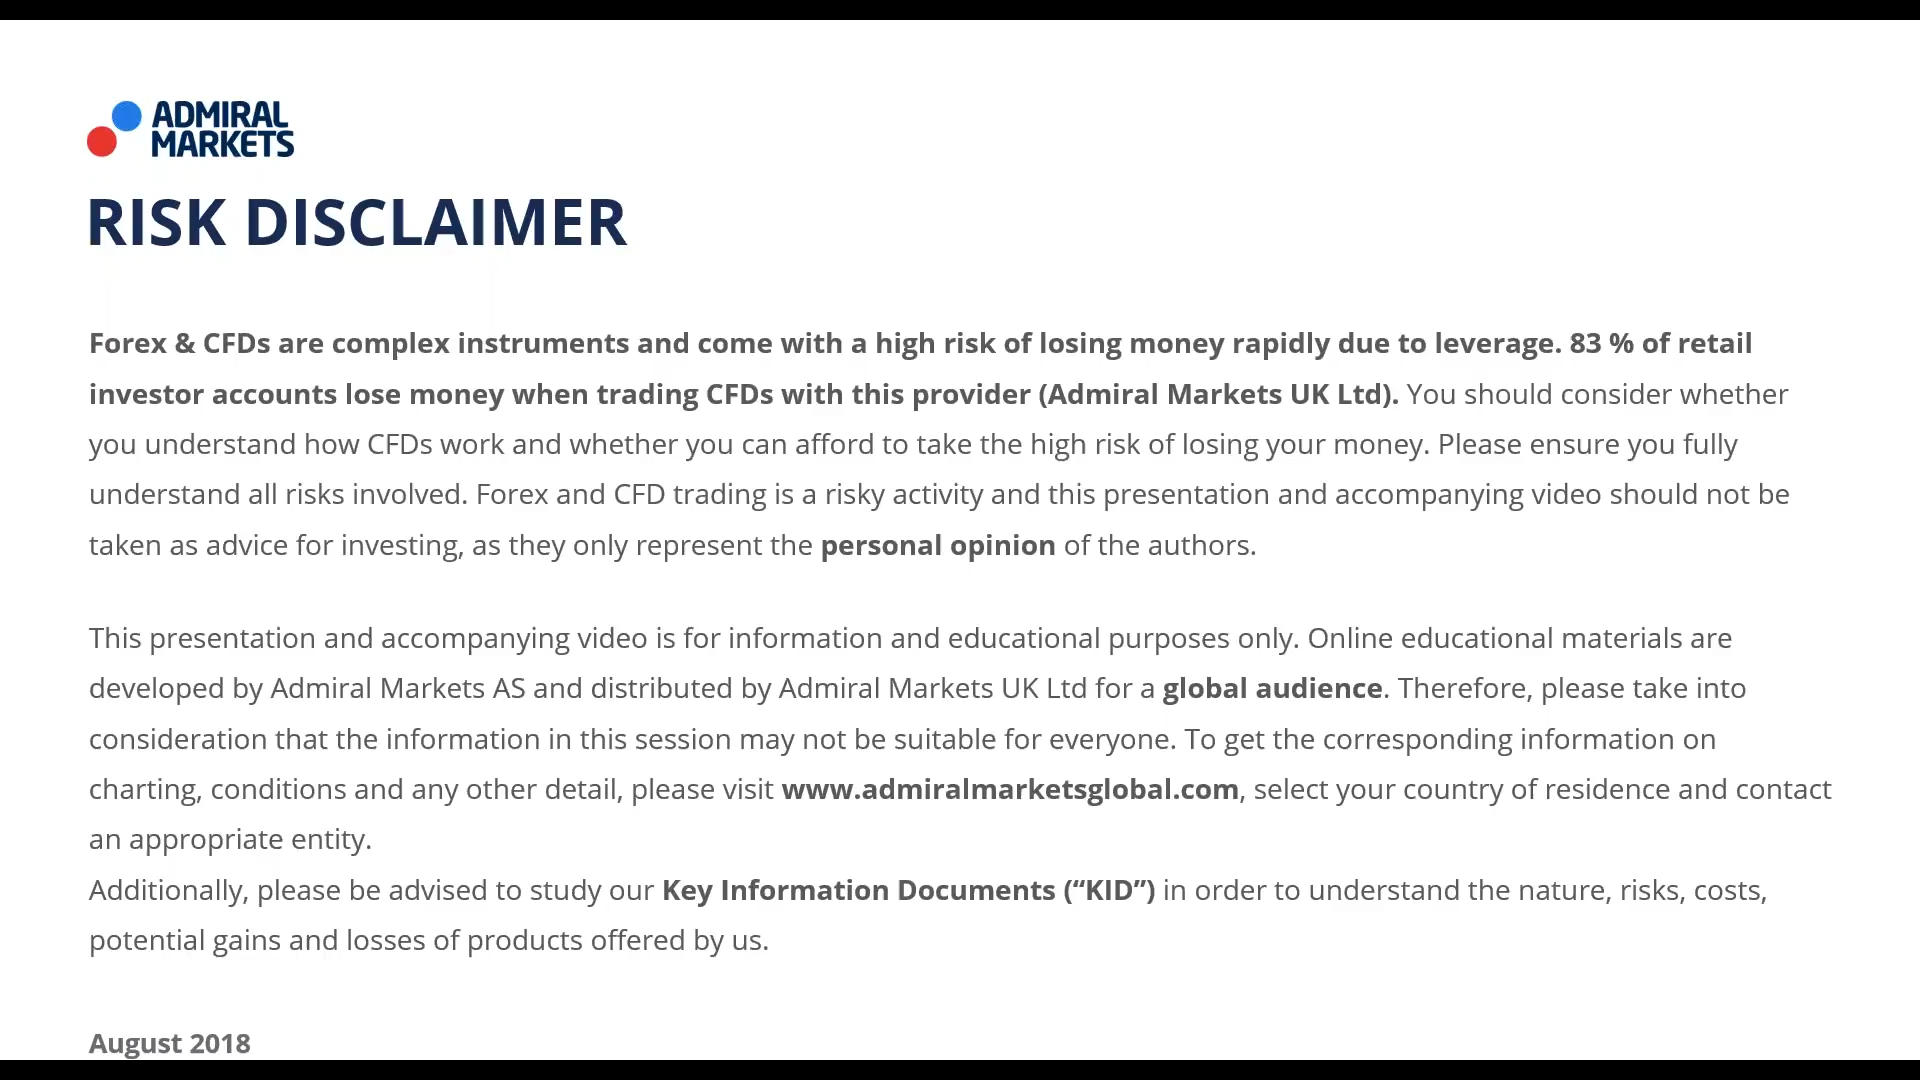 ADMIRAL
MARKETS
RISK DISCLAIMER
Forex & CFDs are complex instruments and come with a high risk of losing money rapidly due to leverage. 83 % of retail
investor accounts lose money when trading CFDs with this provider (Admiral Markets UK Ltd). You should consider whether
you understand how CFDs work and whether you can afford to take the high risk of losing your money. Please ensure you fully
understand all risks involved. Forex and CFD trading is a risky activity and this presentation and accompanying video should not be
taken as advice for investing, as they only represent the personal opinion of the authors.
This presentation and accompanying video is for information and educational purposes only. Online educational materials are
developed by Admiral Markets AS and distributed by Admiral Markets UK Ltd for a global audience. Therefore, please take into
consideration that the information in this session may not be suitable for everyone. To get the corresponding information on
charting, conditions and any other detail, please visit www.admiralmarketsglobal.com, select your country of residence and contact
an appropriate entity.
Additionally, please be advised to study our Key Information Documents (“KID”) in order to understand the nature, risks, costs,
potential gains and losses of products offered by us.
August 2018